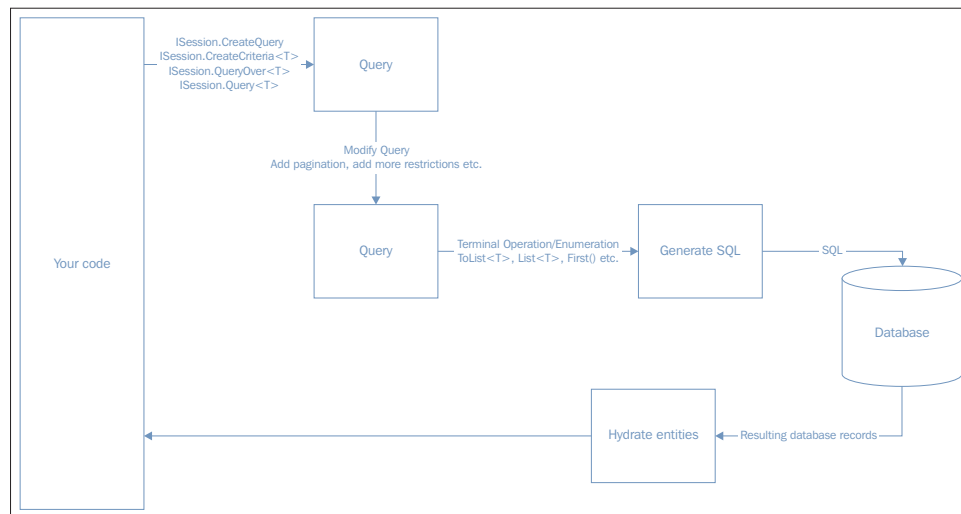 ISession.CreateQuery
ISession.CreateCriteria<T>
ISession.QueryOver<T>
ISession.Query<T>
Query
Modify Query
Add pagination, add more restrictions etc.
Your code
Query
Terminal Operation/Enumeration
ToList<T>, List<T>, First() etc.
Generate SQL
SQL
Database
Hydrate entities
Resulting database records